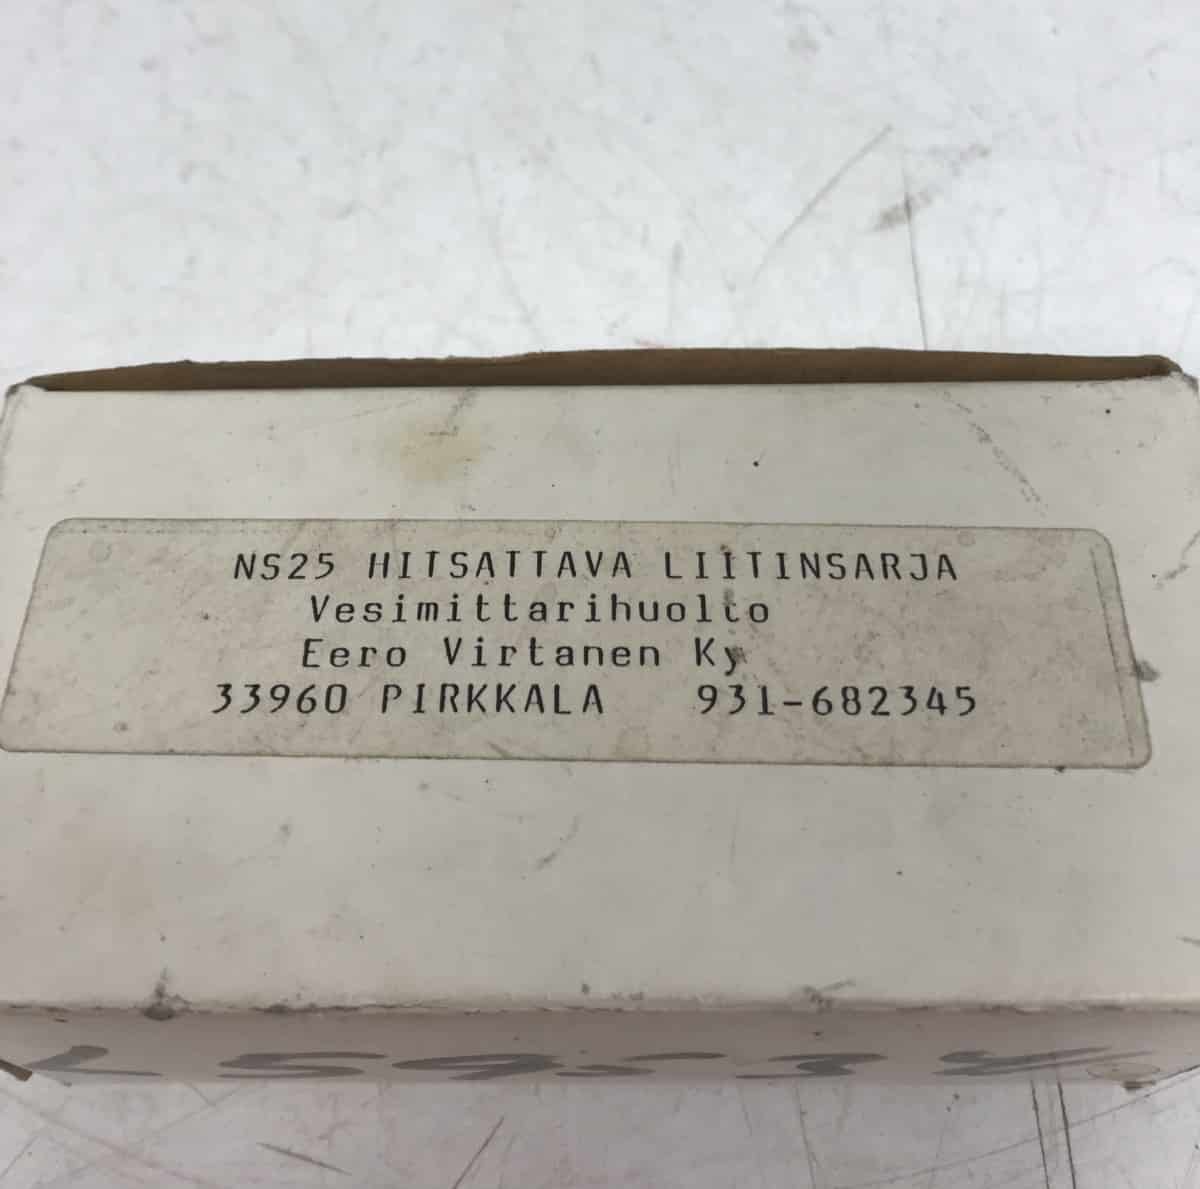 NS25 HITSATTAVA LIITINSARJA
Vesimittarihuolto
Eero Virtanen Ky
33960 PIRKKALA 931-682345